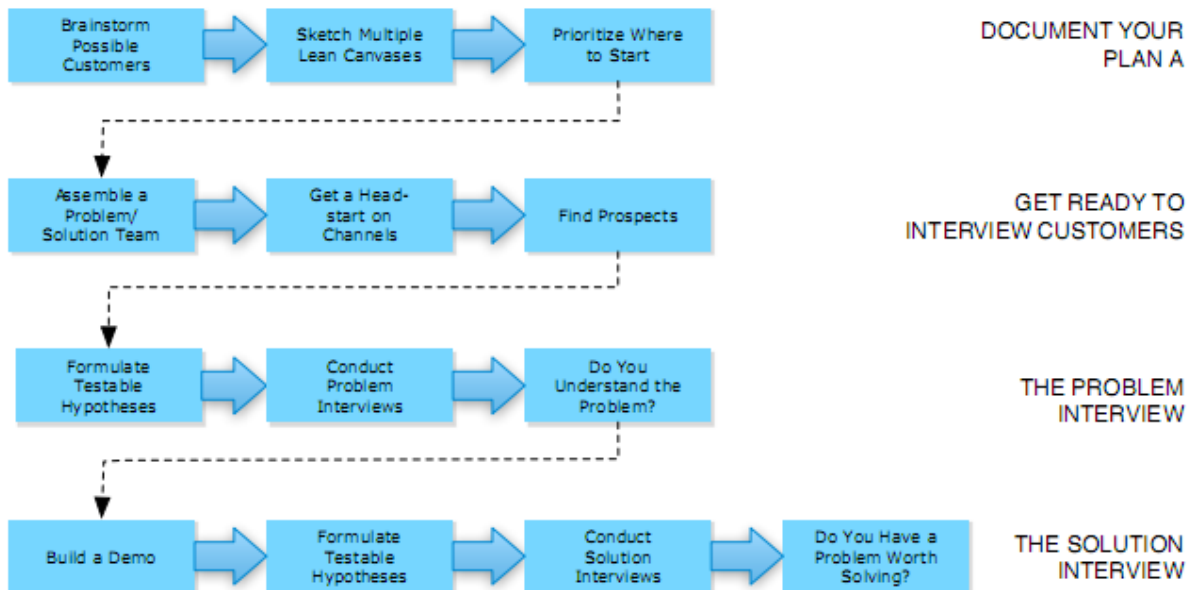 Brainstorm
Possible
Customers
Sketch Multiple
Lean Canvases
Prioritize Where
to Start
DOCUMENT YOUR
PLAN A
Assemble a
Problem/
Solution Team
Get a Head-
start on
Channels
Find Prospects
GET READY TO
INTERVIEW CUSTOMERS
Formulate
Testable
Hypotheses
Conduct
Problem
Interviews
Do You
Understand the
Problem?
THE PROBLEM
INTERVIEW
Build a Demo
Formulate
Testable
Hypotheses
Conduct
Solution
Interviews
Do You Have a
Problem Worth
Solving?
THE SOLUTION
INTERVIEW